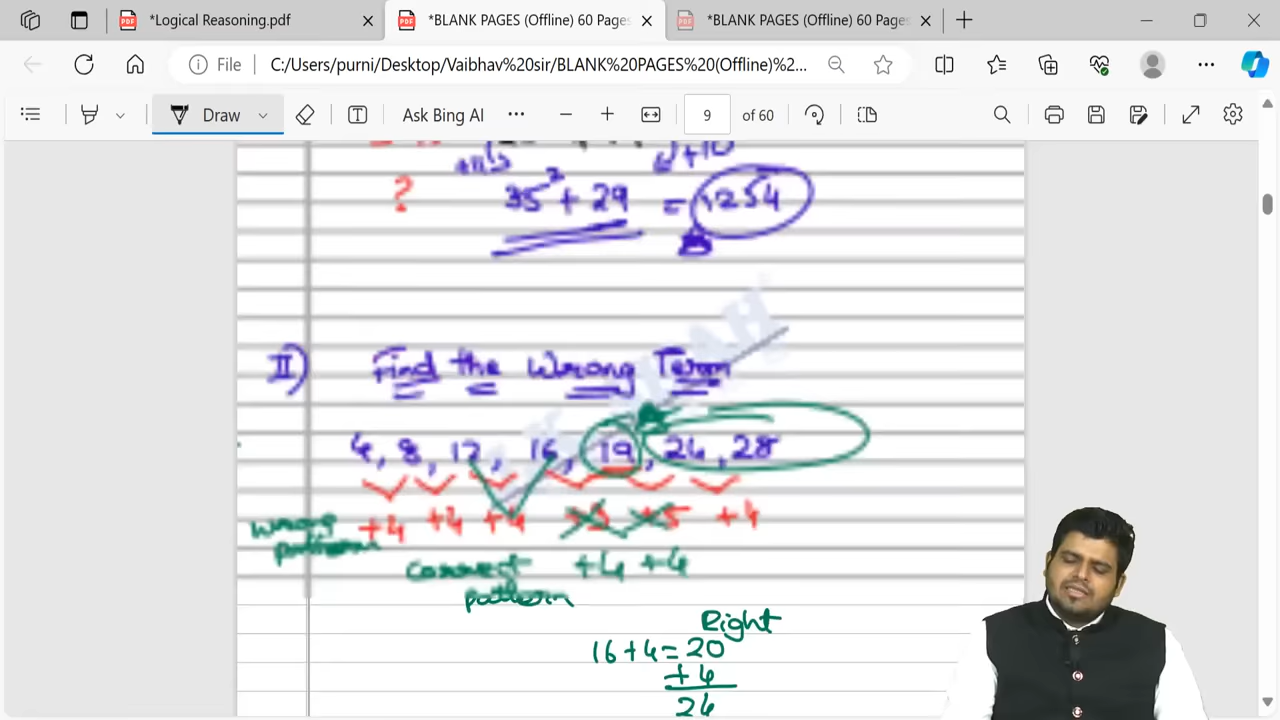 *Logical Reasoning.pdf
*BLANK PAGES (Offline) 60 Pages
*BLANK PAGES (Offline) 60 Page
File
C:/Users/purni/Desktop/Vaibhav%20sir/BLANK%20PAGES%20(Offline)%2...
Draw
Ask Bing AI
9 of 60
+10
? 35² + 29 = 1254
II) Find the Wrong Term
4, 8, 12, 16, 19, 24, 28
+4 +4 +4 +3 +5 +4
Wrong pattern
Correct pattern
+4 +4
Right
16+4=20
+4
24